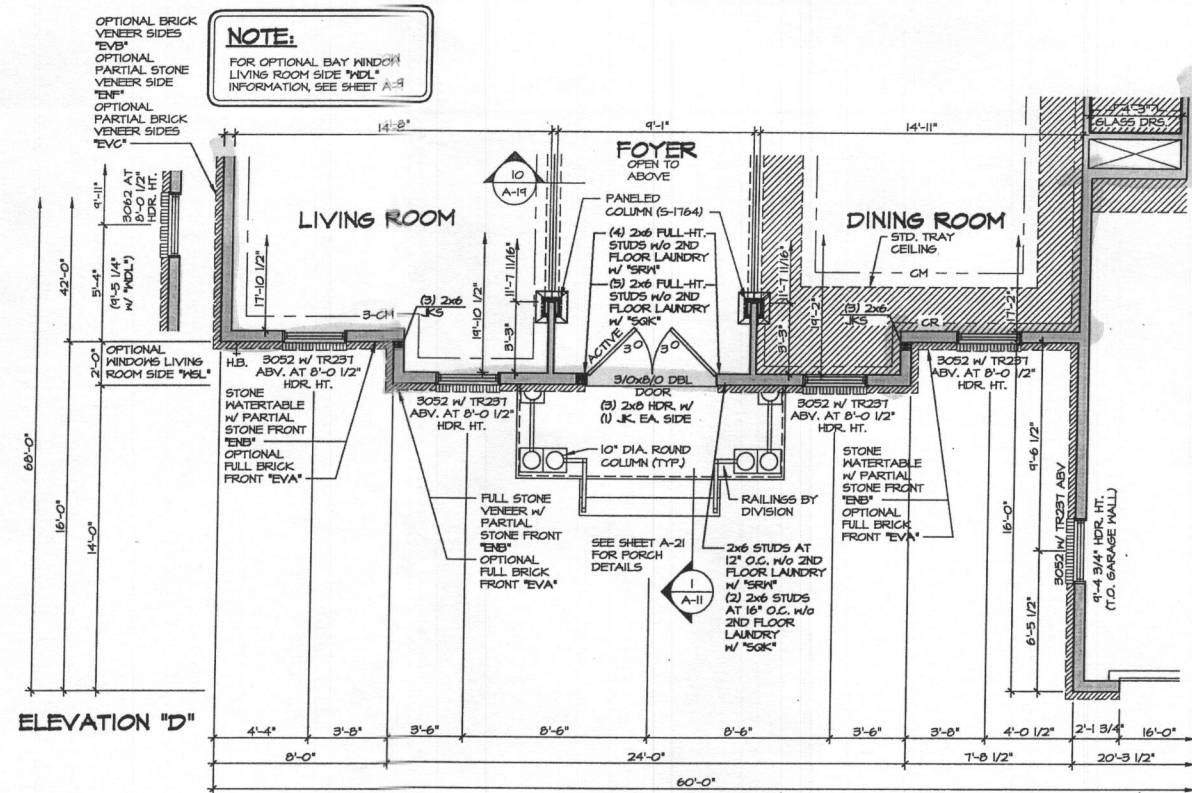 OPTIONAL BRICK
VENEER SIDES
"EVB"
OPTIONAL
PARTIAL STONE
VENEER SIDE
"ENF"
OPTIONAL
PARTIAL BRICK
VENEER SIDES
"EVC"
NOTE:
FOR OPTIONAL BAY WINDOW
LIVING ROOM SIDE "WDL"
INFORMATION, SEE SHEET A-9
14'-8"
9'-1"
14'-11"
4'-3"
GLASS DRS.
FOYER
OPEN TO
ABOVE
10
A-19
LIVING ROOM
DINING ROOM
STD. TRAY
CEILING
CM
PANELED
COLUMN (S-1764)
(4) 2x6 FULL-HT.
STUDS w/o 2ND
FLOOR LAUNDRY
w/ "SRW"
(5) 2x6 FULL-HT.
STUDS w/o 2ND
FLOOR LAUNDRY
w/ "SGK"
9'-11"
3062 AT
8'-0 1/2"
HDR. HT.
5'-4"
(9'-5 1/4"
w/ "WDL")
42'-0"
2'-0"
68'-0"
16'-0"
14'-0"
17'-10 1/2"
3-CM
(3) 2x6
JKS
19'-10 1/2"
11'-7 11/16"
3'-3"
ACTIVE
3⁰
3⁰
11'-7 11/16"
3'-3"
19'-2"
(3) 2x6
JKS
CR
17'-2"
OPTIONAL
WINDOWS LIVING
ROOM SIDE "WSL"
H.B.
3052 w/ TR237
ABV. AT 8'-0 1/2"
HDR. HT.
3052 w/ TR237
ABV. AT 8'-0 1/2"
HDR. HT.
3/0x8/0 DBL
DOOR
(3) 2x8 HDR. w/
(1) JK. EA. SIDE
3052 w/ TR237
ABV. AT 8'-0 1/2"
HDR. HT.
3052 w/ TR237
ABV. AT 8'-0 1/2"
HDR. HT.
STONE
WATERTABLE
w/ PARTIAL
STONE FRONT
"ENB"
OPTIONAL
FULL BRICK
FRONT "EVA"
10" DIA. ROUND
COLUMN (TYP.)
FULL STONE
VENEER w/
PARTIAL
STONE FRONT
"ENB"
OPTIONAL
FULL BRICK
FRONT "EVA"
RAILINGS BY
DIVISION
SEE SHEET A-21
FOR PORCH
DETAILS
1
A-11
2x6 STUDS AT
12" O.C. w/o 2ND
FLOOR LAUNDRY
w/ "SRW"
(2) 2x6 STUDS
AT 16" O.C. w/o
2ND FLOOR
LAUNDRY
w/ "SGK"
STONE
WATERTABLE
w/ PARTIAL
STONE FRONT
"ENB"
OPTIONAL
FULL BRICK
FRONT "EVA"
9'-6 1/2"
16'-0"
6'-5 1/2"
3052 w/ TR237 ABV
9'-4 3/4" HDR. HT.
(T.O. GARAGE WALL)
ELEVATION "D"
4'-4"
3'-8"
3'-6"
8'-6"
8'-6"
3'-6"
3'-8"
4'-0 1/2"
2'-1 3/4"
16'-0"
8'-0"
24'-0"
7'-8 1/2"
20'-3 1/2"
60'-0"